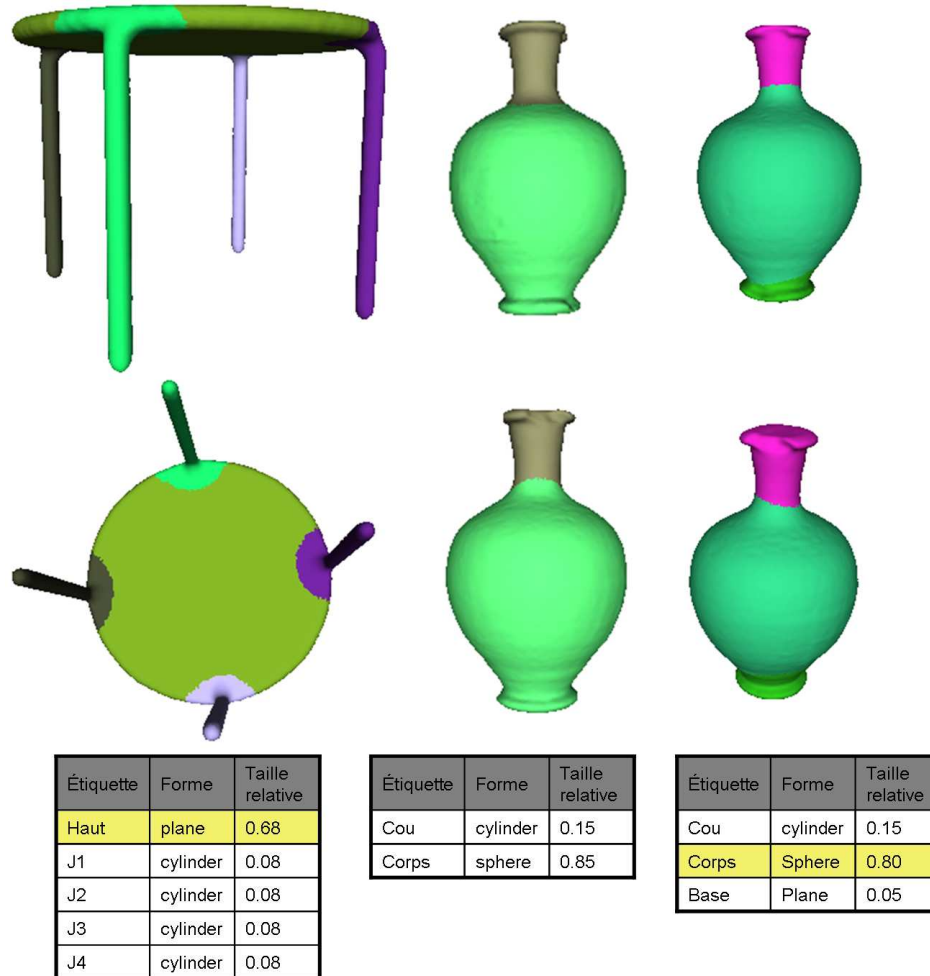 Étiquette Forme Taille relative
Haut plane 0.68
J1 cylinder 0.08
J2 cylinder 0.08
J3 cylinder 0.08
J4 cylinder 0.08
Étiquette Forme Taille relative
Cou cylinder 0.15
Corps sphere 0.85
Étiquette Forme Taille relative
Cou cylinder 0.15
Corps Sphere 0.80
Base Plane 0.05